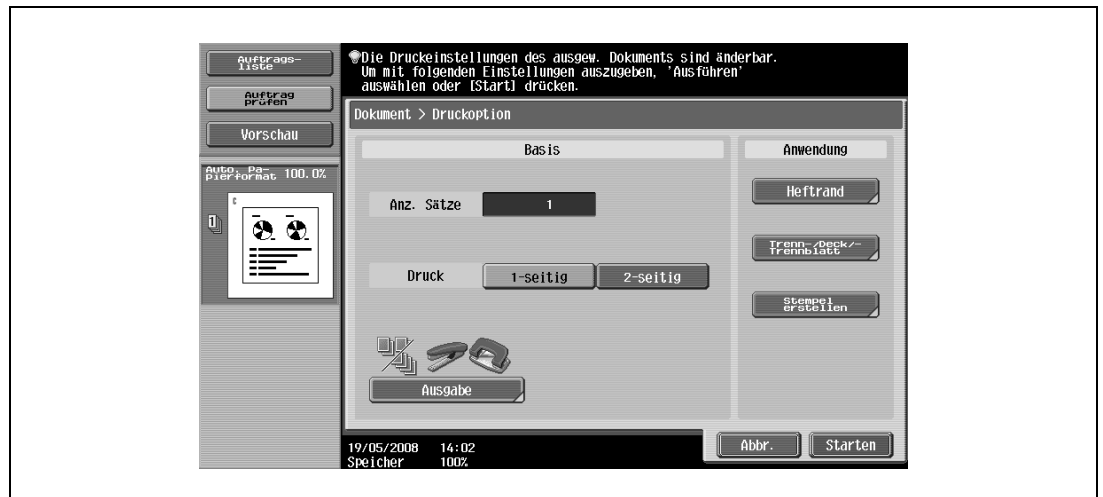 Auftrags-
liste
Auftrag
prüfen
Vorschau
Auto. Pa-
pierformat 100.0%
1
Die Druckeinstellungen des ausgew. Dokuments sind änderbar.
Um mit folgenden Einstellungen auszugeben, 'Ausführen'
auswählen oder [Start] drücken.
Dokument > Druckoption
Basis
Anz. Sätze 1
Druck 1-seitig 2-seitig
Ausgabe
Anwendung
Heftrand
Trenn-/Deck/-
Trennblatt
Stempel
erstellen
19/05/2008 14:02
Speicher 100%
Abbr. Starten